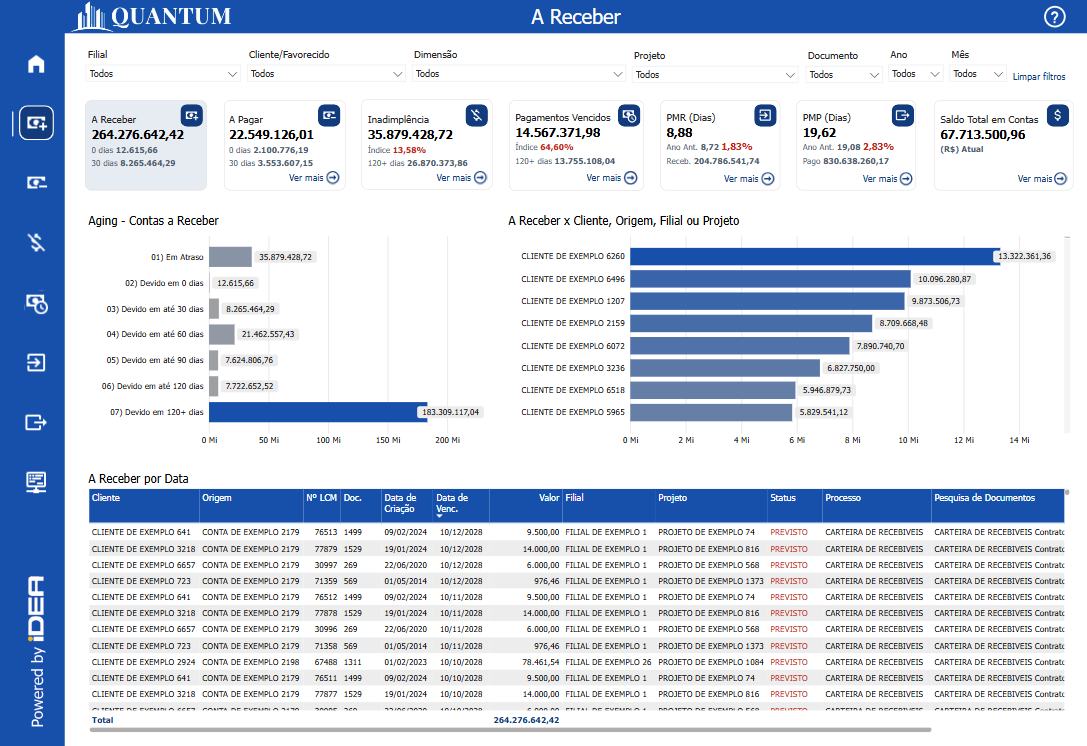 QUANTUM
A Receber
?
Filial
Cliente/Favorecido
Dimensão
Projeto
Documento
Ano
Mês
Todos
Todos
Todos
Todos
Todos
Todos
Todos
Limpar filtros
A Receber
264.276.642,42
0 dias 12.615,66
30 dias 8.265.464,29
A Pagar
22.549.126,01
0 dias 2.100.776,19
30 dias 3.553.607,15
Ver mais
Inadimplência
35.879.428,72
Índice 13,58%
120+ dias 26.870.373,86
Ver mais
Pagamentos Vencidos
14.567.371,98
Índice 64,60%
120+ dias 13.755.108,04
Ver mais
PMR (Dias)
8,88
Ano Ant. 8,72 1,83%
Receb. 204.786.541,74
Ver mais
PMP (Dias)
19,62
Ano Ant. 19,08 2,83%
Pago 830.638.260,17
Ver mais
Saldo Total em Contas
67.713.500,96
(R$) Atual
Ver mais
Aging - Contas a Receber
01) Em Atraso 35.879.428,72
02) Devido em 0 dias 12.615,66
03) Devido em até 30 dias 8.265.464,29
04) Devido em até 60 dias 21.462.557,43
05) Devido em até 90 dias 7.624.806,76
06) Devido em até 120 dias 7.722.652,52
07) Devido em 120+ dias 183.309.117,04
0 Mi 50 Mi 100 Mi 150 Mi 200 Mi
A Receber x Cliente, Origem, Filial ou Projeto
CLIENTE DE EXEMPLO 6260 13.322.361,36
CLIENTE DE EXEMPLO 6496 10.096.280,87
CLIENTE DE EXEMPLO 1207 9.873.506,73
CLIENTE DE EXEMPLO 2159 8.709.668,48
CLIENTE DE EXEMPLO 6072 7.890.740,70
CLIENTE DE EXEMPLO 3236 6.827.750,00
CLIENTE DE EXEMPLO 6518 5.946.879,73
CLIENTE DE EXEMPLO 5965 5.829.541,12
0 Mi 2 Mi 4 Mi 6 Mi 8 Mi 10 Mi 12 Mi 14 Mi
A Receber por Data
Cliente Origem Nº LCM Doc. Data de Criação Data de Venc. Valor Filial Projeto Status Processo Pesquisa de Documentos
CLIENTE DE EXEMPLO 641 CONTA DE EXEMPLO 2179 76513 1499 09/02/2024 10/12/2028 9.500,00 FILIAL DE EXEMPLO 1 PROJETO DE EXEMPLO 74 PREVISTO CARTEIRA DE RECEBIVEIS CARTEIRA DE RECEBIVEIS Contrato
CLIENTE DE EXEMPLO 3218 CONTA DE EXEMPLO 2179 77879 1529 19/01/2024 10/12/2028 14.000,00 FILIAL DE EXEMPLO 1 PROJETO DE EXEMPLO 816 PREVISTO CARTEIRA DE RECEBIVEIS CARTEIRA DE RECEBIVEIS Contrato
CLIENTE DE EXEMPLO 6657 CONTA DE EXEMPLO 2179 30997 269 22/06/2020 10/12/2028 6.000,00 FILIAL DE EXEMPLO 1 PROJETO DE EXEMPLO 568 PREVISTO CARTEIRA DE RECEBIVEIS CARTEIRA DE RECEBIVEIS Contrato
CLIENTE DE EXEMPLO 723 CONTA DE EXEMPLO 2179 71359 569 01/05/2014 10/12/2028 976,46 FILIAL DE EXEMPLO 1 PROJETO DE EXEMPLO 1373 PREVISTO CARTEIRA DE RECEBIVEIS CARTEIRA DE RECEBIVEIS Contrato
CLIENTE DE EXEMPLO 641 CONTA DE EXEMPLO 2179 76512 1499 09/02/2024 10/11/2028 9.500,00 FILIAL DE EXEMPLO 1 PROJETO DE EXEMPLO 74 PREVISTO CARTEIRA DE RECEBIVEIS CARTEIRA DE RECEBIVEIS Contrato
CLIENTE DE EXEMPLO 3218 CONTA DE EXEMPLO 2179 77878 1529 19/01/2024 10/11/2028 14.000,00 FILIAL DE EXEMPLO 1 PROJETO DE EXEMPLO 816 PREVISTO CARTEIRA DE RECEBIVEIS CARTEIRA DE RECEBIVEIS Contrato
CLIENTE DE EXEMPLO 6657 CONTA DE EXEMPLO 2179 30996 269 22/06/2020 10/11/2028 6.000,00 FILIAL DE EXEMPLO 1 PROJETO DE EXEMPLO 568 PREVISTO CARTEIRA DE RECEBIVEIS CARTEIRA DE RECEBIVEIS Contrato
CLIENTE DE EXEMPLO 723 CONTA DE EXEMPLO 2179 71358 569 01/05/2014 10/11/2028 976,46 FILIAL DE EXEMPLO 1 PROJETO DE EXEMPLO 1373 PREVISTO CARTEIRA DE RECEBIVEIS CARTEIRA DE RECEBIVEIS Contrato
CLIENTE DE EXEMPLO 2924 CONTA DE EXEMPLO 2198 67488 1311 01/02/2023 10/10/2028 78.461,54 FILIAL DE EXEMPLO 26 PROJETO DE EXEMPLO 1084 PREVISTO CARTEIRA DE RECEBIVEIS CARTEIRA DE RECEBIVEIS Contrato
CLIENTE DE EXEMPLO 641 CONTA DE EXEMPLO 2179 76511 1499 09/02/2024 10/10/2028 9.500,00 FILIAL DE EXEMPLO 1 PROJETO DE EXEMPLO 74 PREVISTO CARTEIRA DE RECEBIVEIS CARTEIRA DE RECEBIVEIS Contrato
CLIENTE DE EXEMPLO 3218 CONTA DE EXEMPLO 2179 77877 1529 19/01/2024 10/10/2028 14.000,00 FILIAL DE EXEMPLO 1 PROJETO DE EXEMPLO 816 PREVISTO CARTEIRA DE RECEBIVEIS CARTEIRA DE RECEBIVEIS Contrato
Total 264.276.642,42
Powered by iDEA